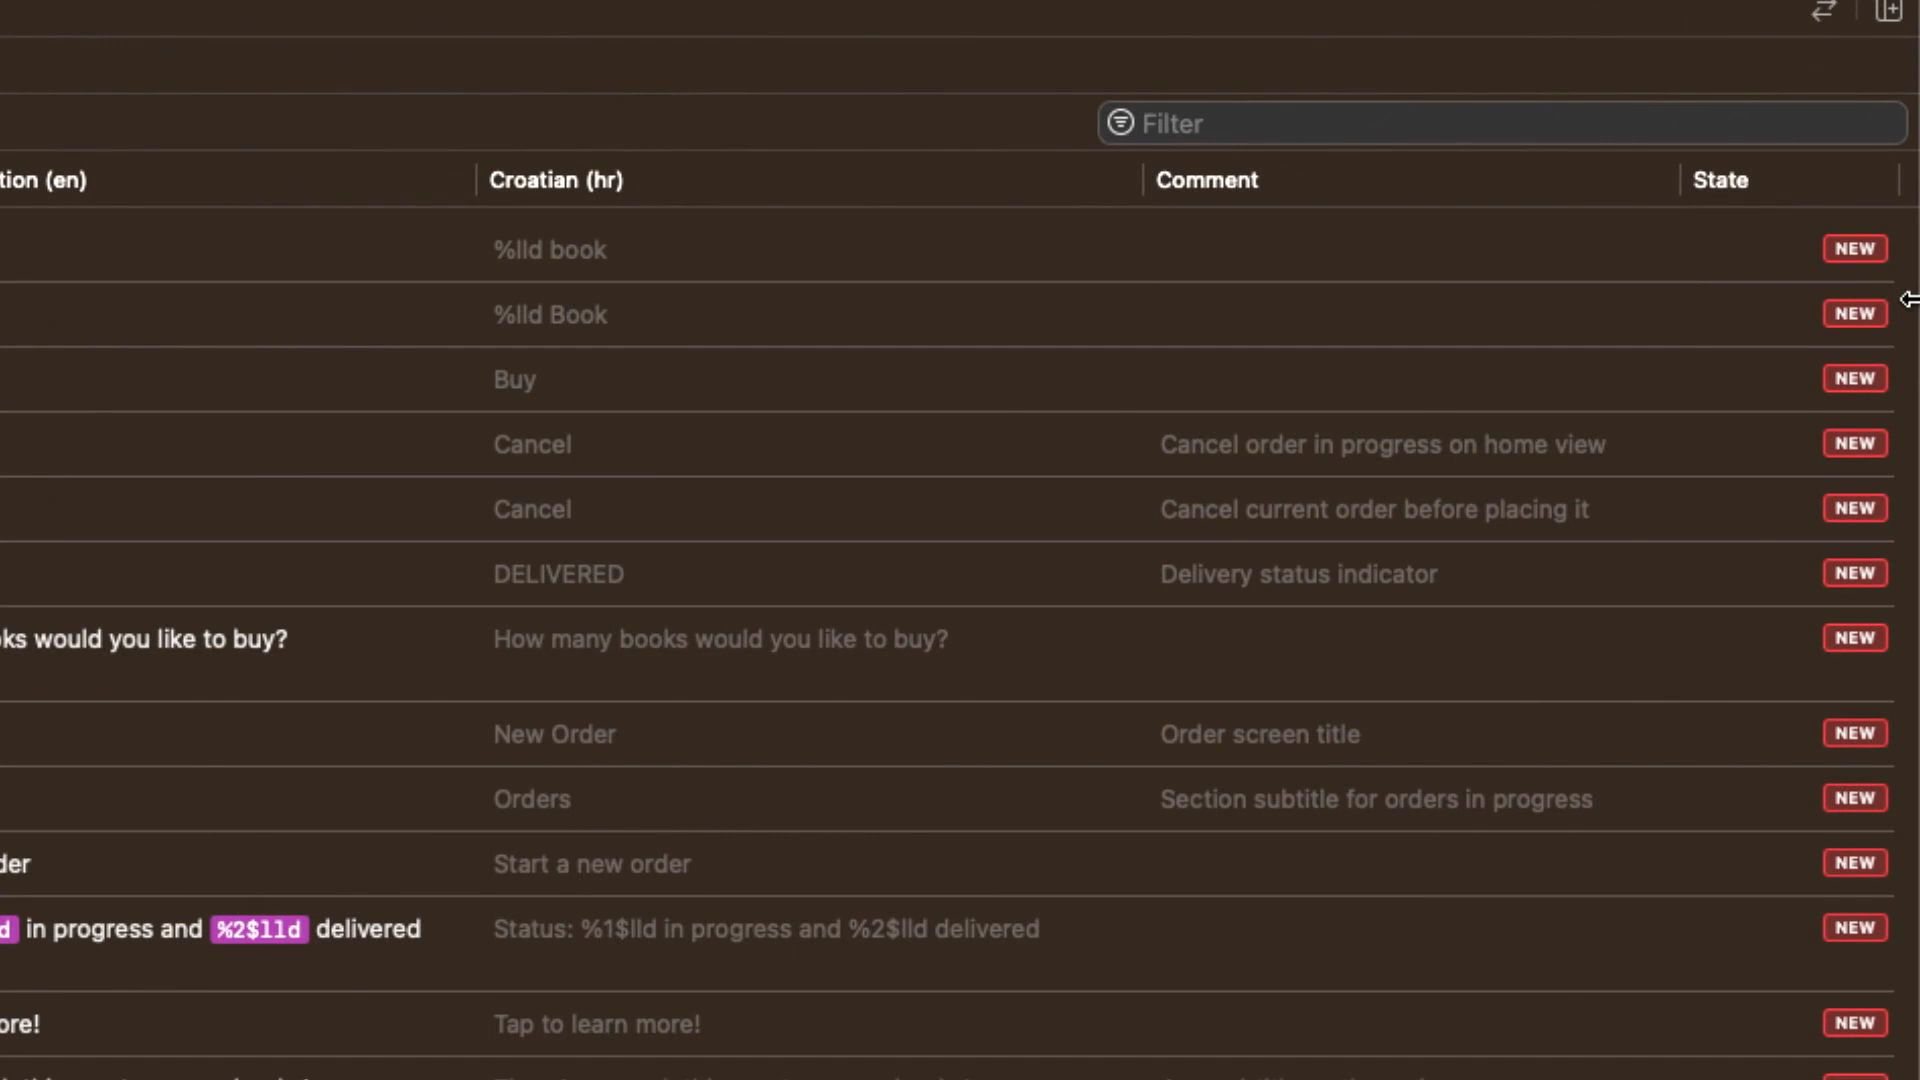 Filter
tion (en) Croatian (hr) Comment State
%lld book NEW
%lld Book NEW
Buy NEW
Cancel Cancel order in progress on home view NEW
Cancel Cancel current order before placing it NEW
DELIVERED Delivery status indicator NEW
ks would you like to buy? How many books would you like to buy? NEW
New Order Order screen title NEW
Orders Section subtitle for orders in progress NEW
der Start a new order NEW
d in progress and %2$lld delivered Status: %1$lld in progress and %2$lld delivered NEW
ore! Tap to learn more! NEW